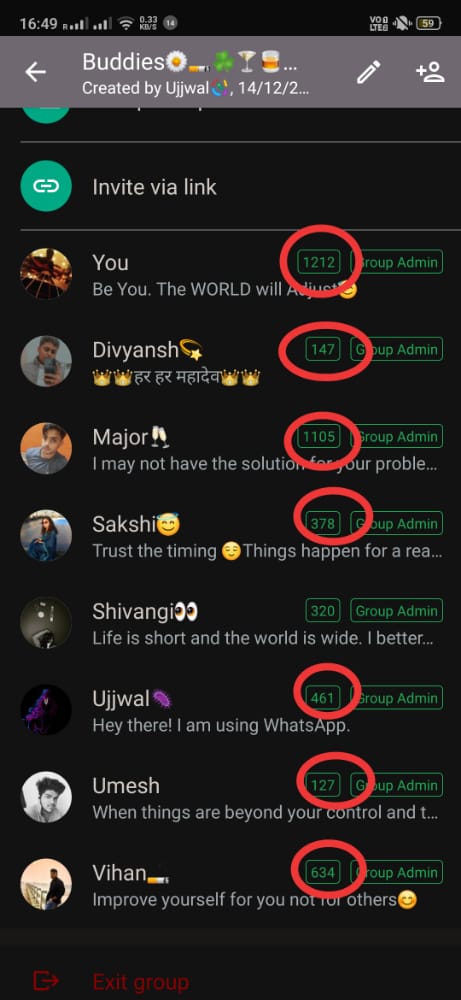 16:49
0.33 KB/S
14
VO LTE
59
Buddies🌼🚬☘️🍸🥃...
Created by Ujjwal, 14/12/2...
Invite via link
You 1212 Group Admin
Be You. The WORLD will Adjust😊
Divyansh💫 147 Group Admin
👑👑हर हर महादेव👑👑
Major🥂 1105 Group Admin
I may not have the solution for your proble...
Sakshi😇 378 Group Admin
Trust the timing 😌Things happen for a rea...
Shivangi👀 320 Group Admin
Life is short and the world is wide. I better...
Ujjwal🦠 461 Group Admin
Hey there! I am using WhatsApp.
Umesh 127 Group Admin
When things are beyond your control and t...
Vihan🚬 634 Group Admin
Improve yourself for you not for others😊
Exit group